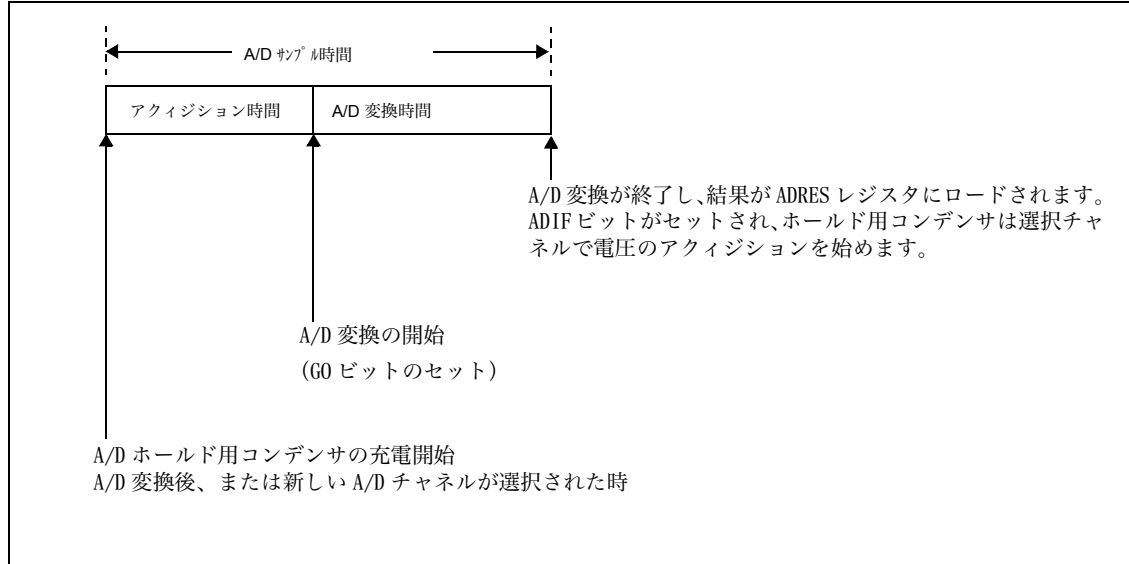 A/D ｻﾝﾌﾟﾙ時間
アクィジション時間
A/D 変換時間
A/D 変換が終了し、結果が ADRES レジスタにロードされます。
ADIF ビットがセットされ、ホールド用コンデンサは選択チャ
ネルで電圧のアクィジションを始めます。
A/D 変換の開始
(GO ビットのセット)
A/D ホールド用コンデンサの充電開始
A/D 変換後、または新しい A/D チャネルが選択された時